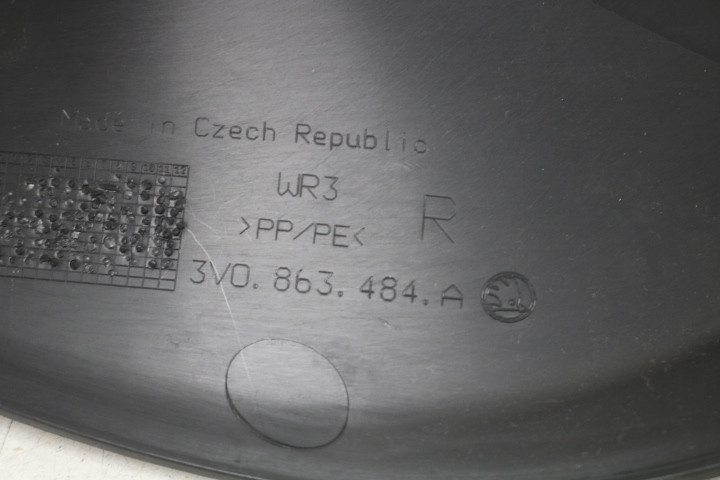 Made in Czech Republic
WR3
R
>PP/PE<
3V0.863.484.A